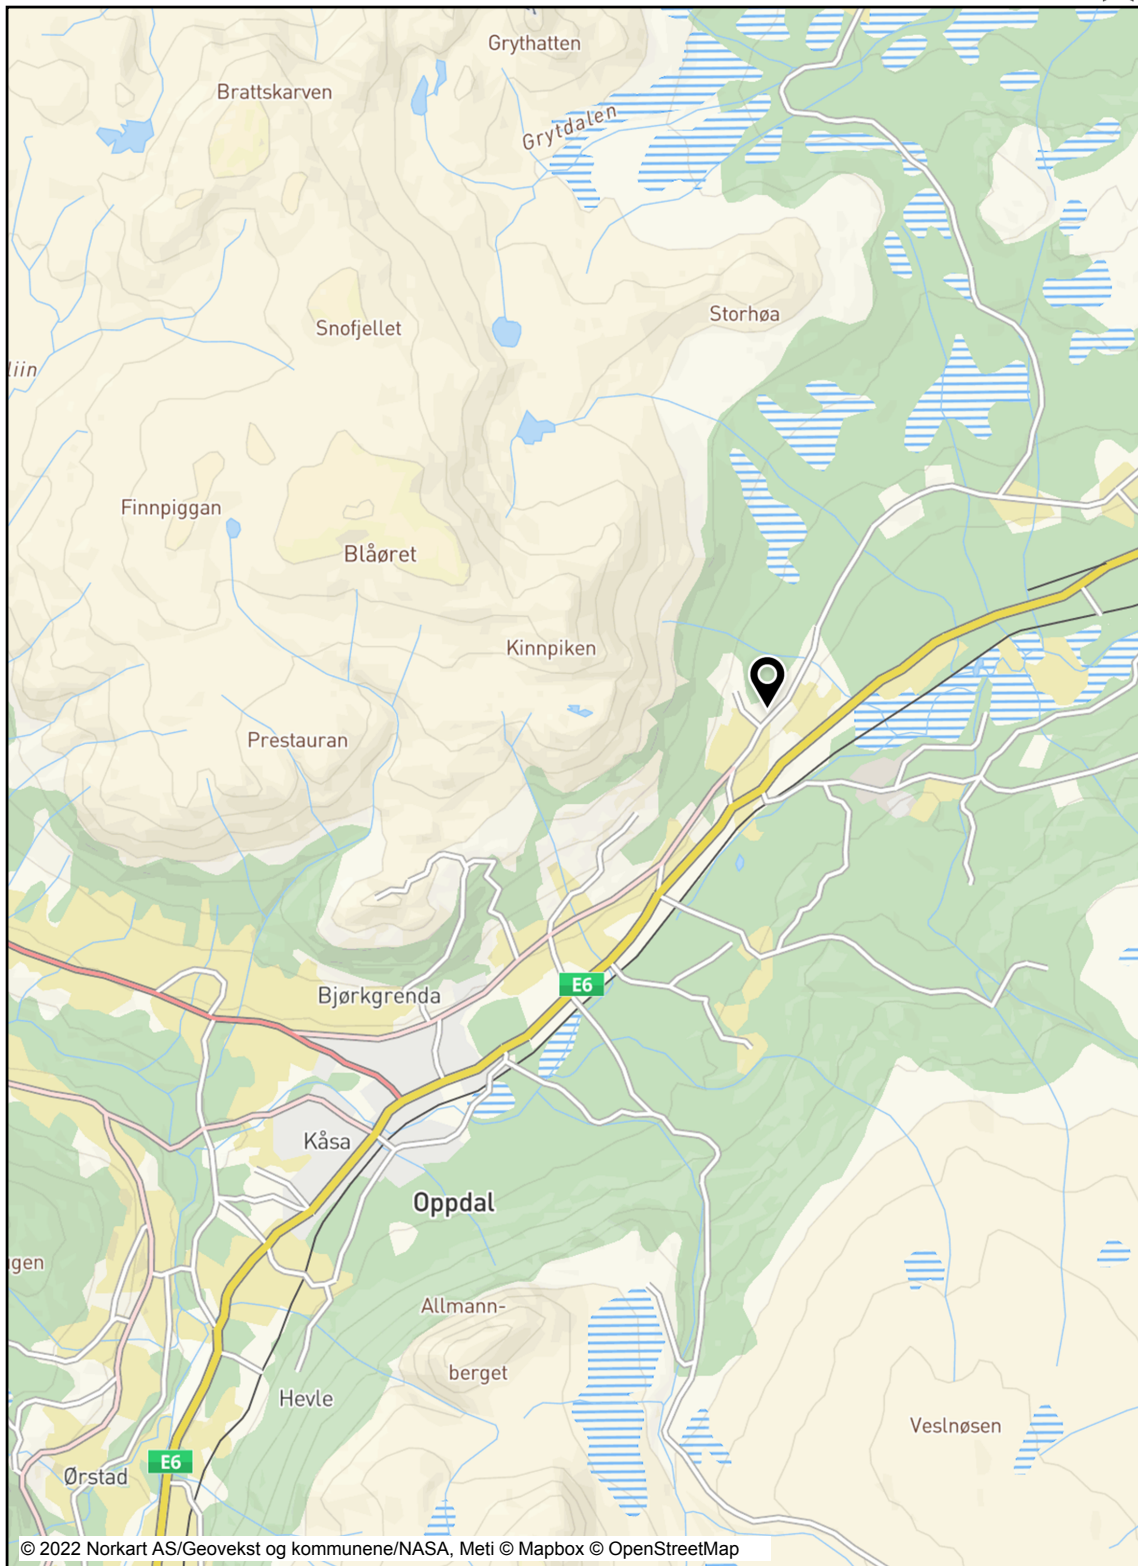 Grythatten
Brattskarven
Grytdalen
Storhøa
Snofjellet
liin
Finnpiggan
Blåøret
Kinnpiken
Prestauran
E6
Bjørkgrenda
Kåsa
Oppdal
gen
Allmann-
berget
Hevle
Veslnøsen
E6
Ørstad
© 2022 Norkart AS/Geovekst og kommunene/NASA, Meti © Mapbox © OpenStreetMap